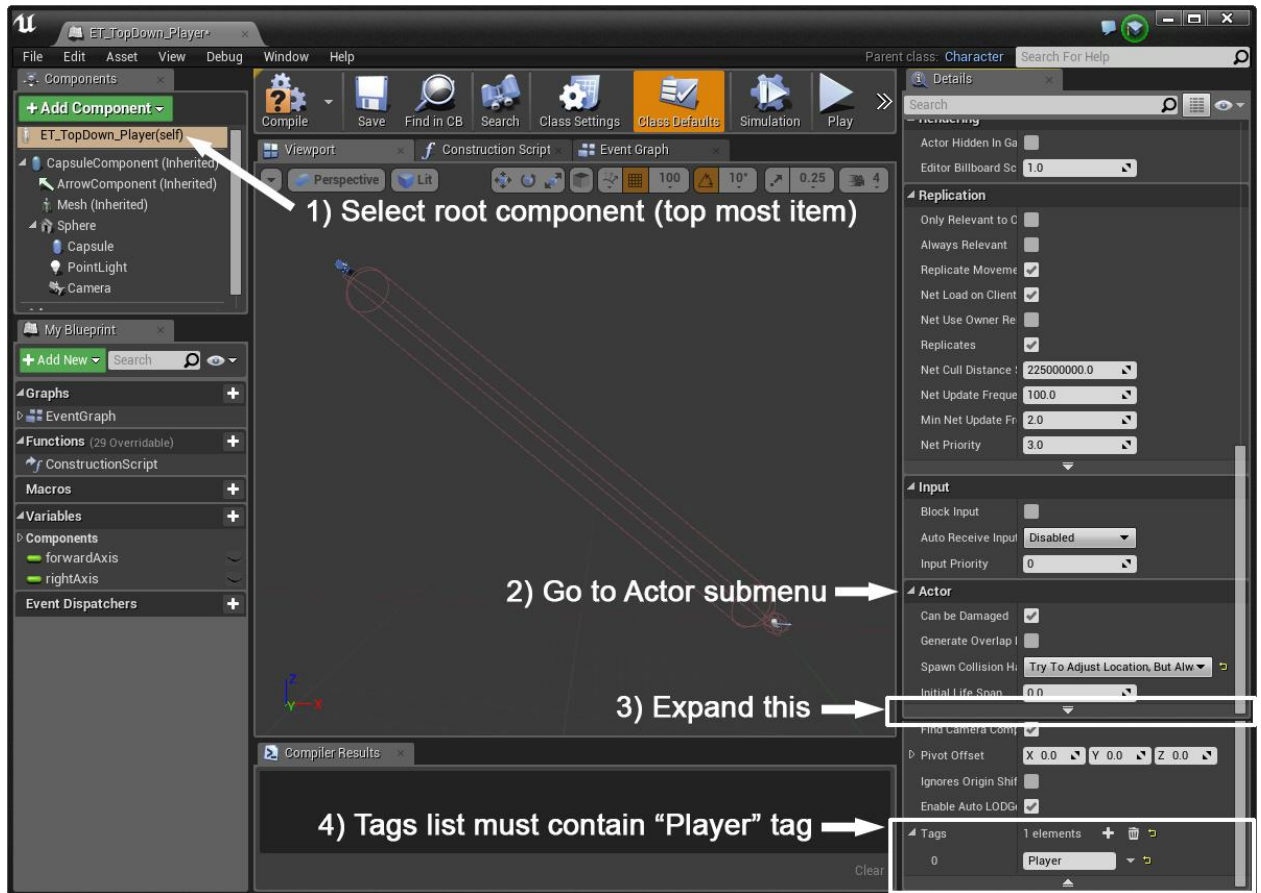 ET_TopDown_Player*
File Edit Asset View Debug Window Help
Parent class: Character
Search For Help
Components
+Add Component
ET_TopDown_Player(self)
CapsuleComponent (Inherited)
ArrowComponent (Inherited)
Mesh (Inherited)
Sphere
Capsule
PointLight
Camera
My Blueprint
+Add New
Search
Graphs
EventGraph
Functions (29 Overridable)
ConstructionScript
Macros
Variables
Components
forwardAxis
rightAxis
Event Dispatchers
Compile Save Find in CB Search Class Settings Class Defaults Simulation Play
Viewport Construction Script Event Graph
Perspective Lit 100 10° 0.25 4
1) Select root component (top most item)
2) Go to Actor submenu
3) Expand this
Z
Y X
Compiler Results
4) Tags list must contain “Player” tag
Clear
Details
Search
Rendering
Actor Hidden In Ga
Editor Billboard Sc 1.0
Replication
Only Relevant to O
Always Relevant
Replicate Moveme
Net Load on Client
Net Use Owner Re
Replicates
Net Cull Distance S 225000000.0
Net Update Freque 100.0
Min Net Update Fr 2.0
Net Priority 3.0
Input
Block Input
Auto Receive Input Disabled
Input Priority 0
Actor
Can be Damaged
Generate Overlap
Spawn Collision Ha Try To Adjust Location, But Alw
Initial Life Span 0.0
Find Camera Comp
Pivot Offset X 0.0 Y 0.0 Z 0.0
Ignores Origin Shif
Enable Auto LODGe
Tags 1 elements
0 Player